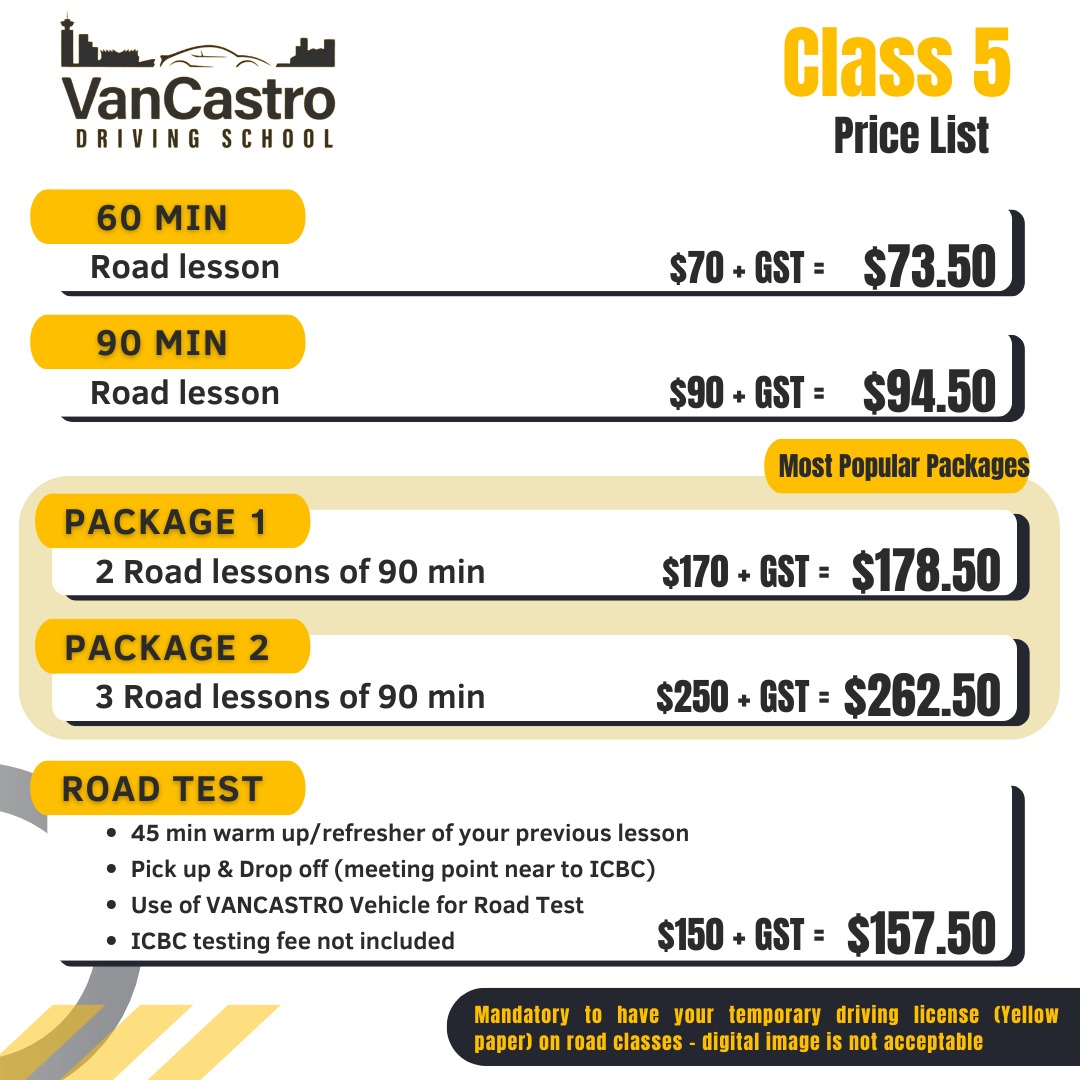 VanCastro
DRIVING SCHOOL
Class 5
Price List
60 MIN
Road lesson
$70 + GST = $73.50
90 MIN
Road lesson
$90 + GST = $94.50
Most Popular Packages
PACKAGE 1
2 Road lessons of 90 min
$170 + GST = $178.50
PACKAGE 2
3 Road lessons of 90 min
$250 + GST = $262.50
ROAD TEST
• 45 min warm up/refresher of your previous lesson
• Pick up & Drop off (meeting point near to ICBC)
• Use of VANCASTRO Vehicle for Road Test
• ICBC testing fee not included
$150 + GST = $157.50
Mandatory to have your temporary driving license (Yellow
paper) on road classes - digital image is not acceptable